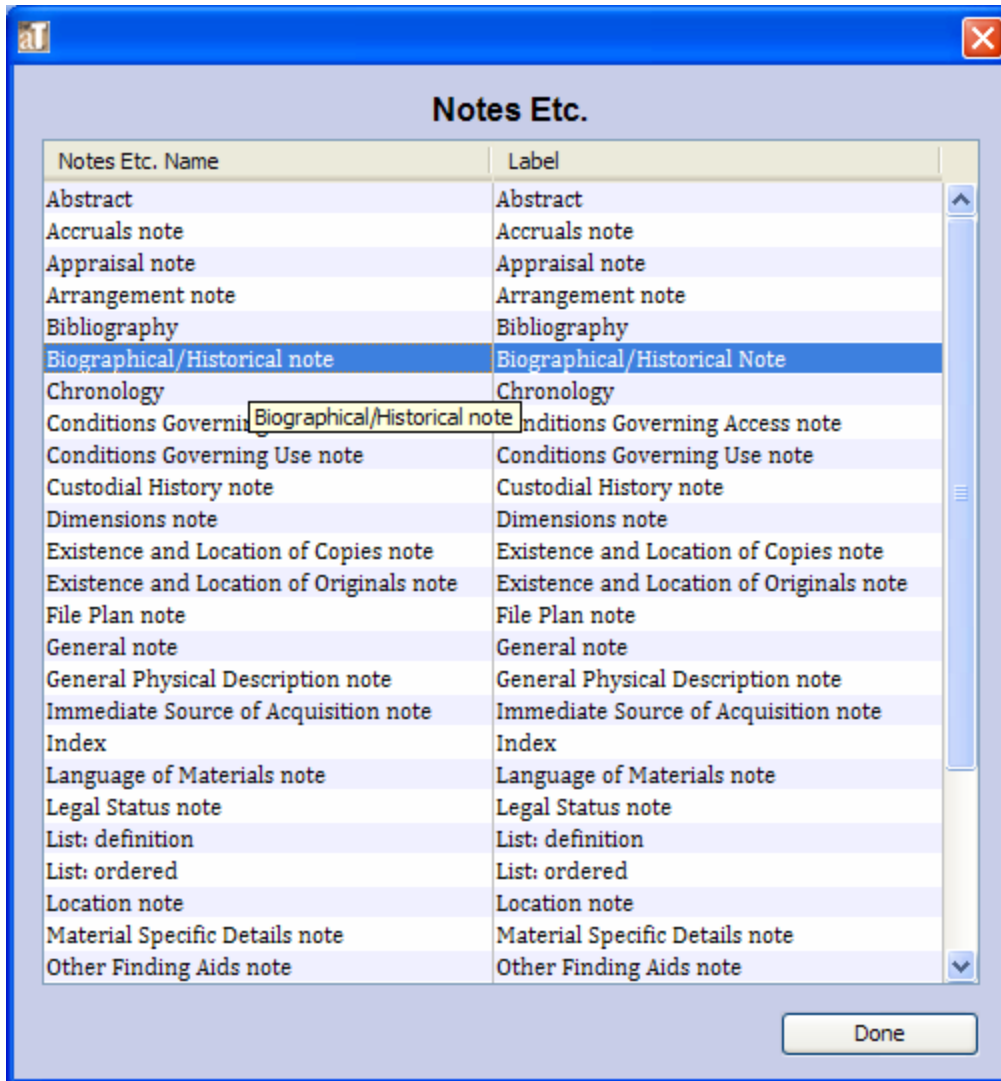 aT
Notes Etc.
Notes Etc. Name Label
Abstract Abstract
Accruals note Accruals note
Appraisal note Appraisal note
Arrangement note Arrangement note
Bibliography Bibliography
Biographical/Historical note Biographical/Historical Note
Chronology Chronology
Biographical/Historical note
Conditions Governing Access note
Conditions Governing Use note Conditions Governing Use note
Custodial History note Custodial History note
Dimensions note Dimensions note
Existence and Location of Copies note Existence and Location of Copies note
Existence and Location of Originals note Existence and Location of Originals note
File Plan note File Plan note
General note General note
General Physical Description note General Physical Description note
Immediate Source of Acquisition note Immediate Source of Acquisition note
Index Index
Language of Materials note Language of Materials note
Legal Status note Legal Status note
List: definition List: definition
List: ordered List: ordered
Location note Location note
Material Specific Details note Material Specific Details note
Other Finding Aids note Other Finding Aids note
Done